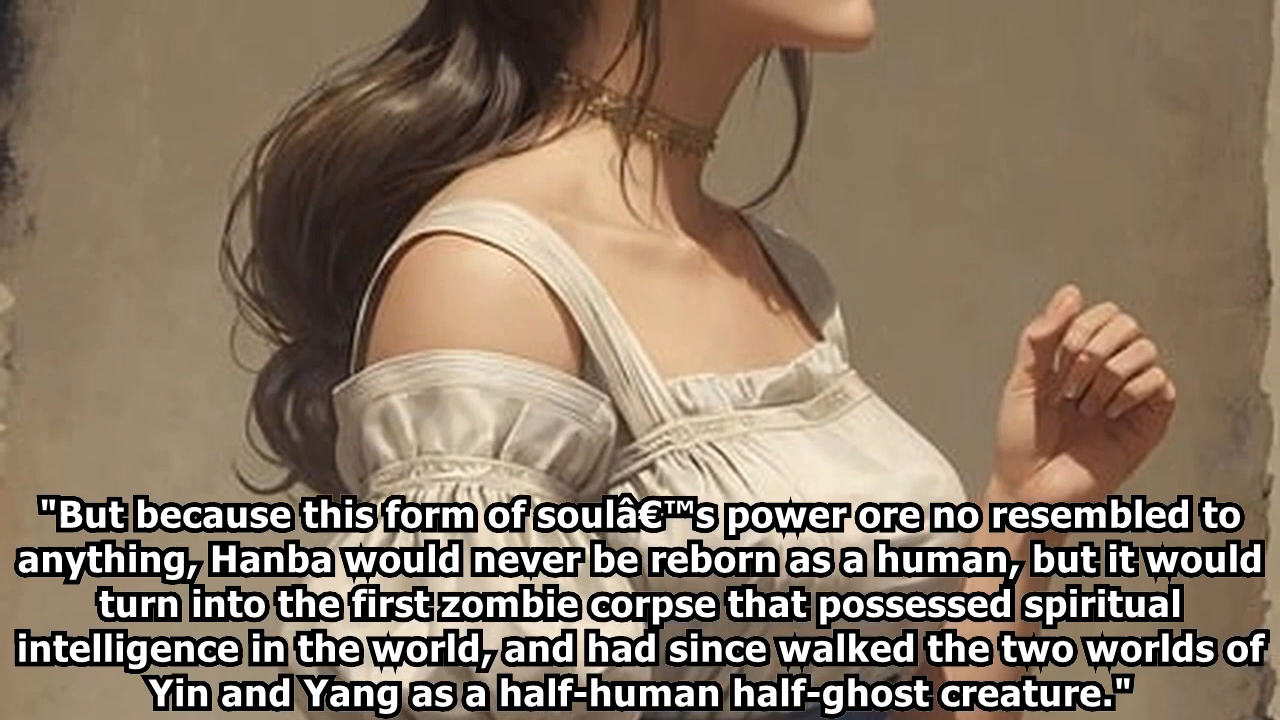 "But because this form of soulâ€™s power ore no resembled to
anything, Hanba would never be reborn as a human, but it would
turn into the first zombie corpse that possessed spiritual
intelligence in the world, and had since walked the two worlds of
Yin and Yang as a half-human half-ghost creature."